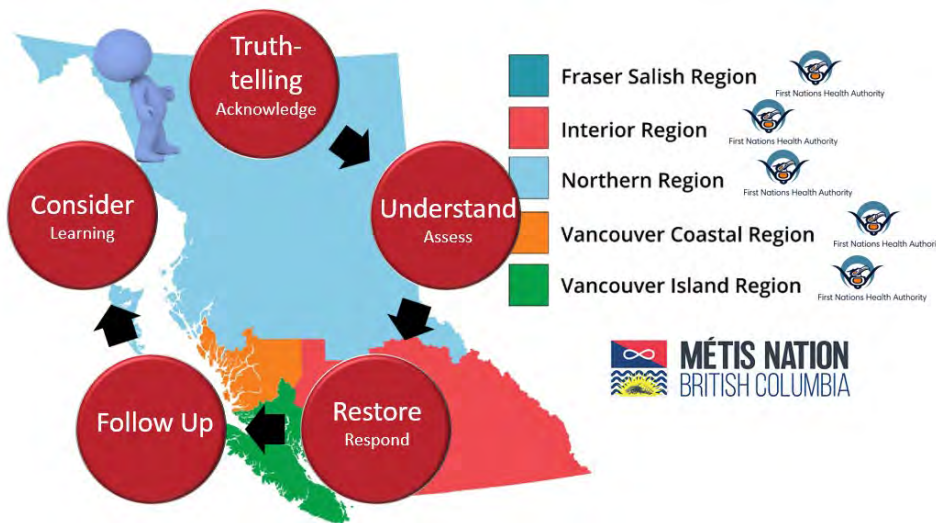 Truth-
telling
Acknowledge
Understand
Assess
Restore
Respond
Follow Up
Consider
Learning
Fraser Salish Region
First Nations Health Authority
Interior Region
First Nations Health Authority
Northern Region
First Nations Health Authority
Vancouver Coastal Region
First Nations Health Authori
Vancouver Island Region
First Nations Health Authority
MÉTIS NATION
BRITISH COLUMBIA